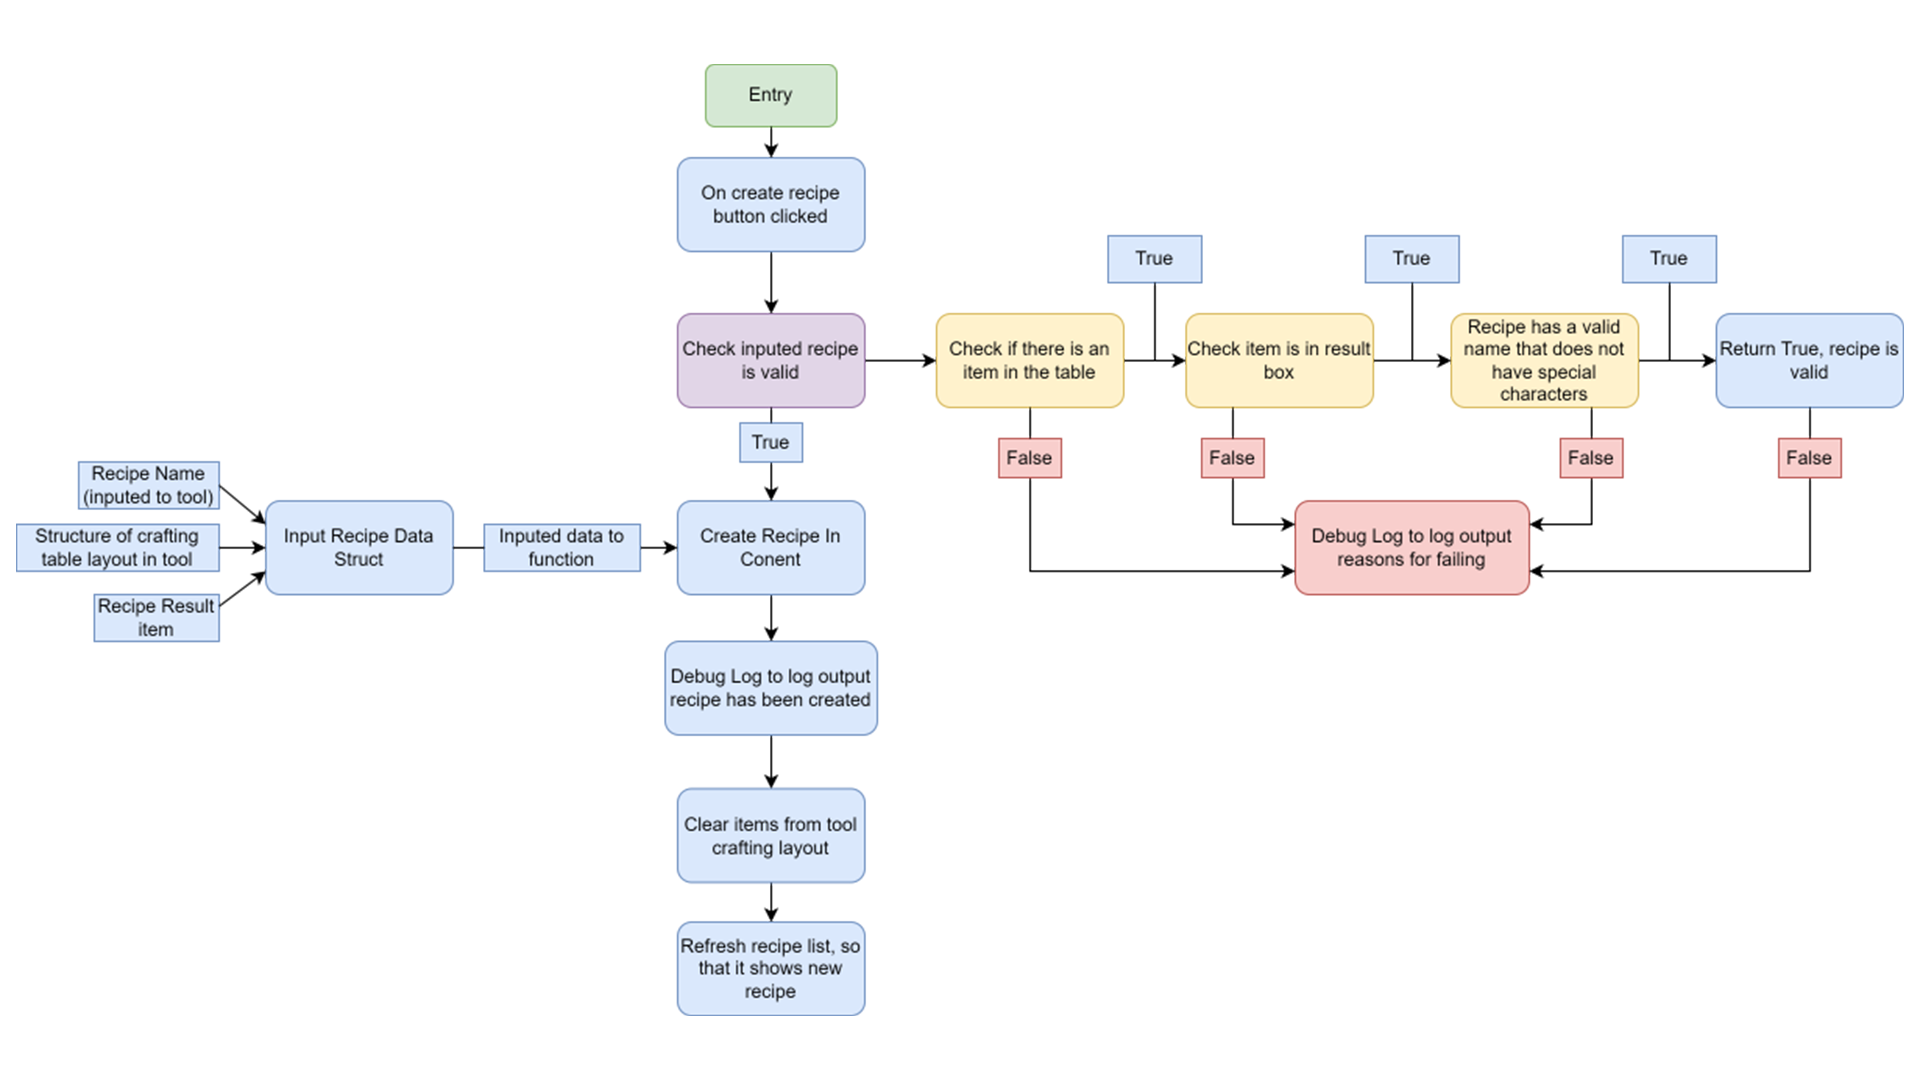 Entry
On create recipe
button clicked
True
True
True
Check inputed recipe
is valid
Check if there is an
item in the table
Check item is in result
box
Recipe has a valid
name that does not
have special
characters
Return True, recipe is
valid
True
False
False
False
False
Recipe Name
(inputed to tool)
Structure of crafting
table layout in tool
Recipe Result
item
Input Recipe Data
Struct
Inputed data to
function
Create Recipe In
Conent
Debug Log to log output
reasons for failing
Debug Log to log output
recipe has been created
Clear items from tool
crafting layout
Refresh recipe list, so
that it shows new
recipe